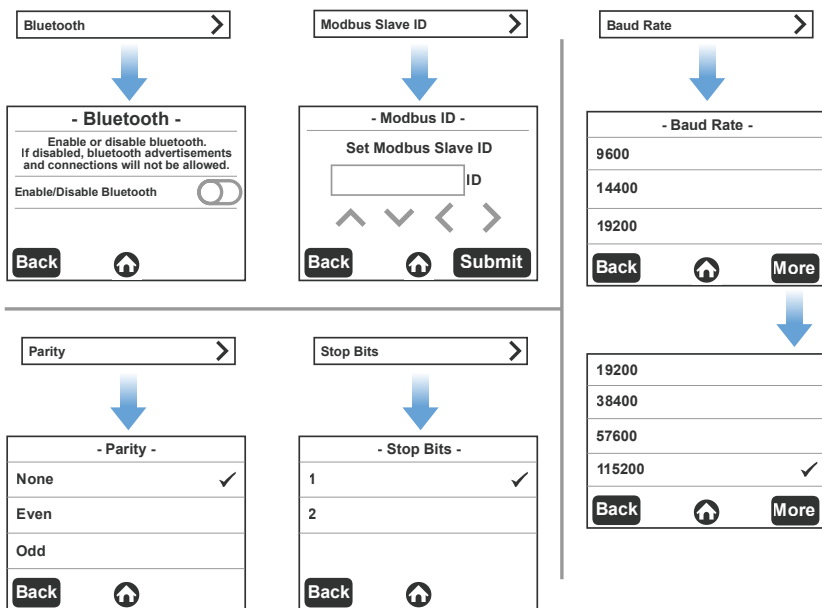 Bluetooth
- Bluetooth -
Enable or disable bluetooth.
If disabled, bluetooth advertisements
and connections will not be allowed.
Enable/Disable Bluetooth
Back
Modbus Slave ID
- Modbus ID -
Set Modbus Slave ID
ID
Back
Submit
Baud Rate
- Baud Rate -
9600
14400
19200
Back
More
19200
38400
57600
115200
Back
More
Parity
- Parity -
None
Even
Odd
Back
Stop Bits
- Stop Bits -
1
2
Back